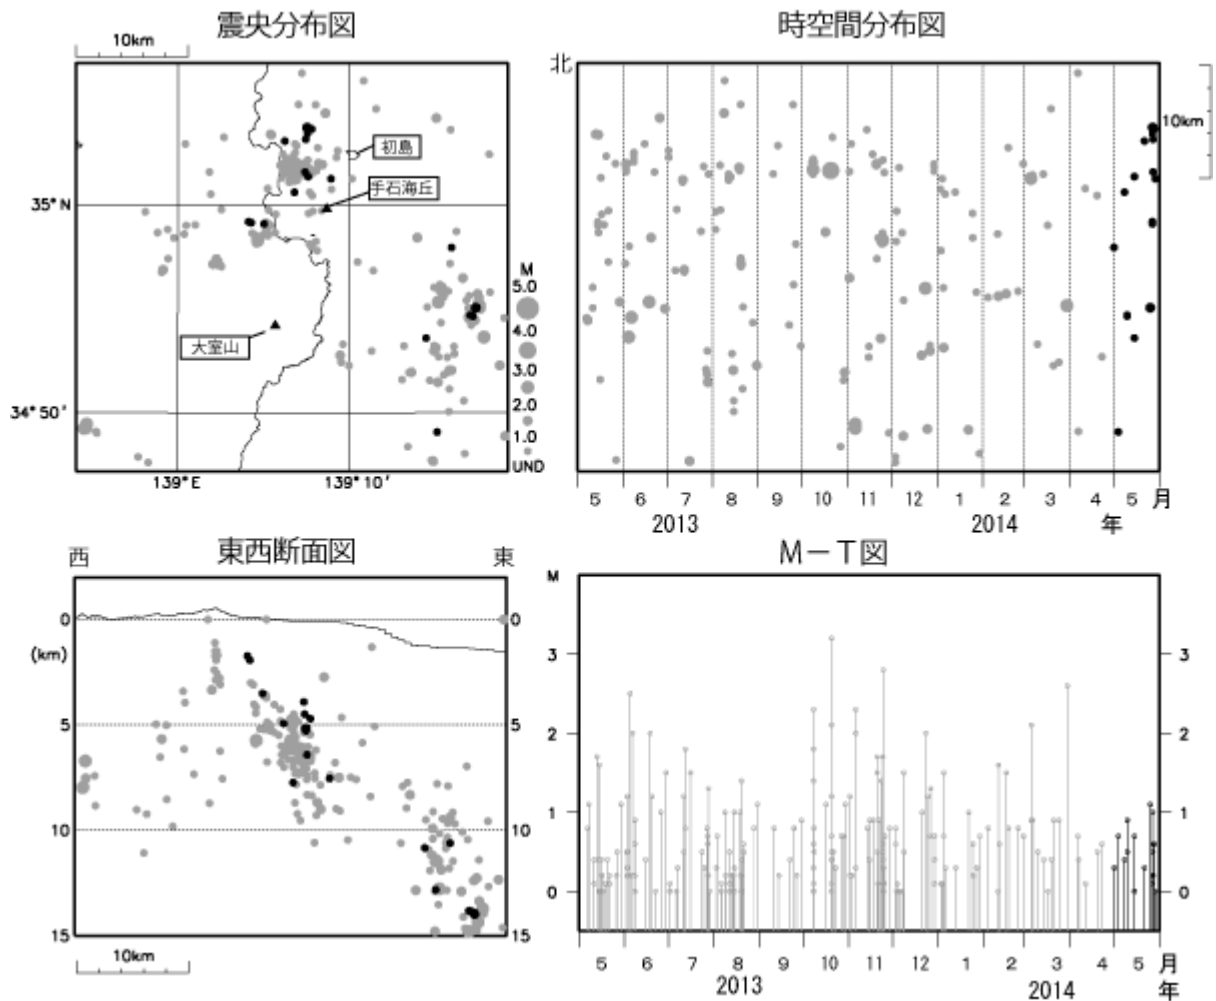 震央分布図
10km
初島
手石海丘
35°N
大室山
34°50'
139°E
139°10'
M
5.0
4.0
3.0
2.0
1.0
UND
時空間分布図
北
10km
5 6 7 8 9 10 11 12 1 2 3 4 5 月
2013 2014 年
東西断面図
西 東
0 0
(km)
5 5
10 10
15 15
10km
M－T図
M
3 3
2 2
1 1
0 0
5 6 7 8 9 10 11 12 1 2 3 4 5 月
2013 2014 年